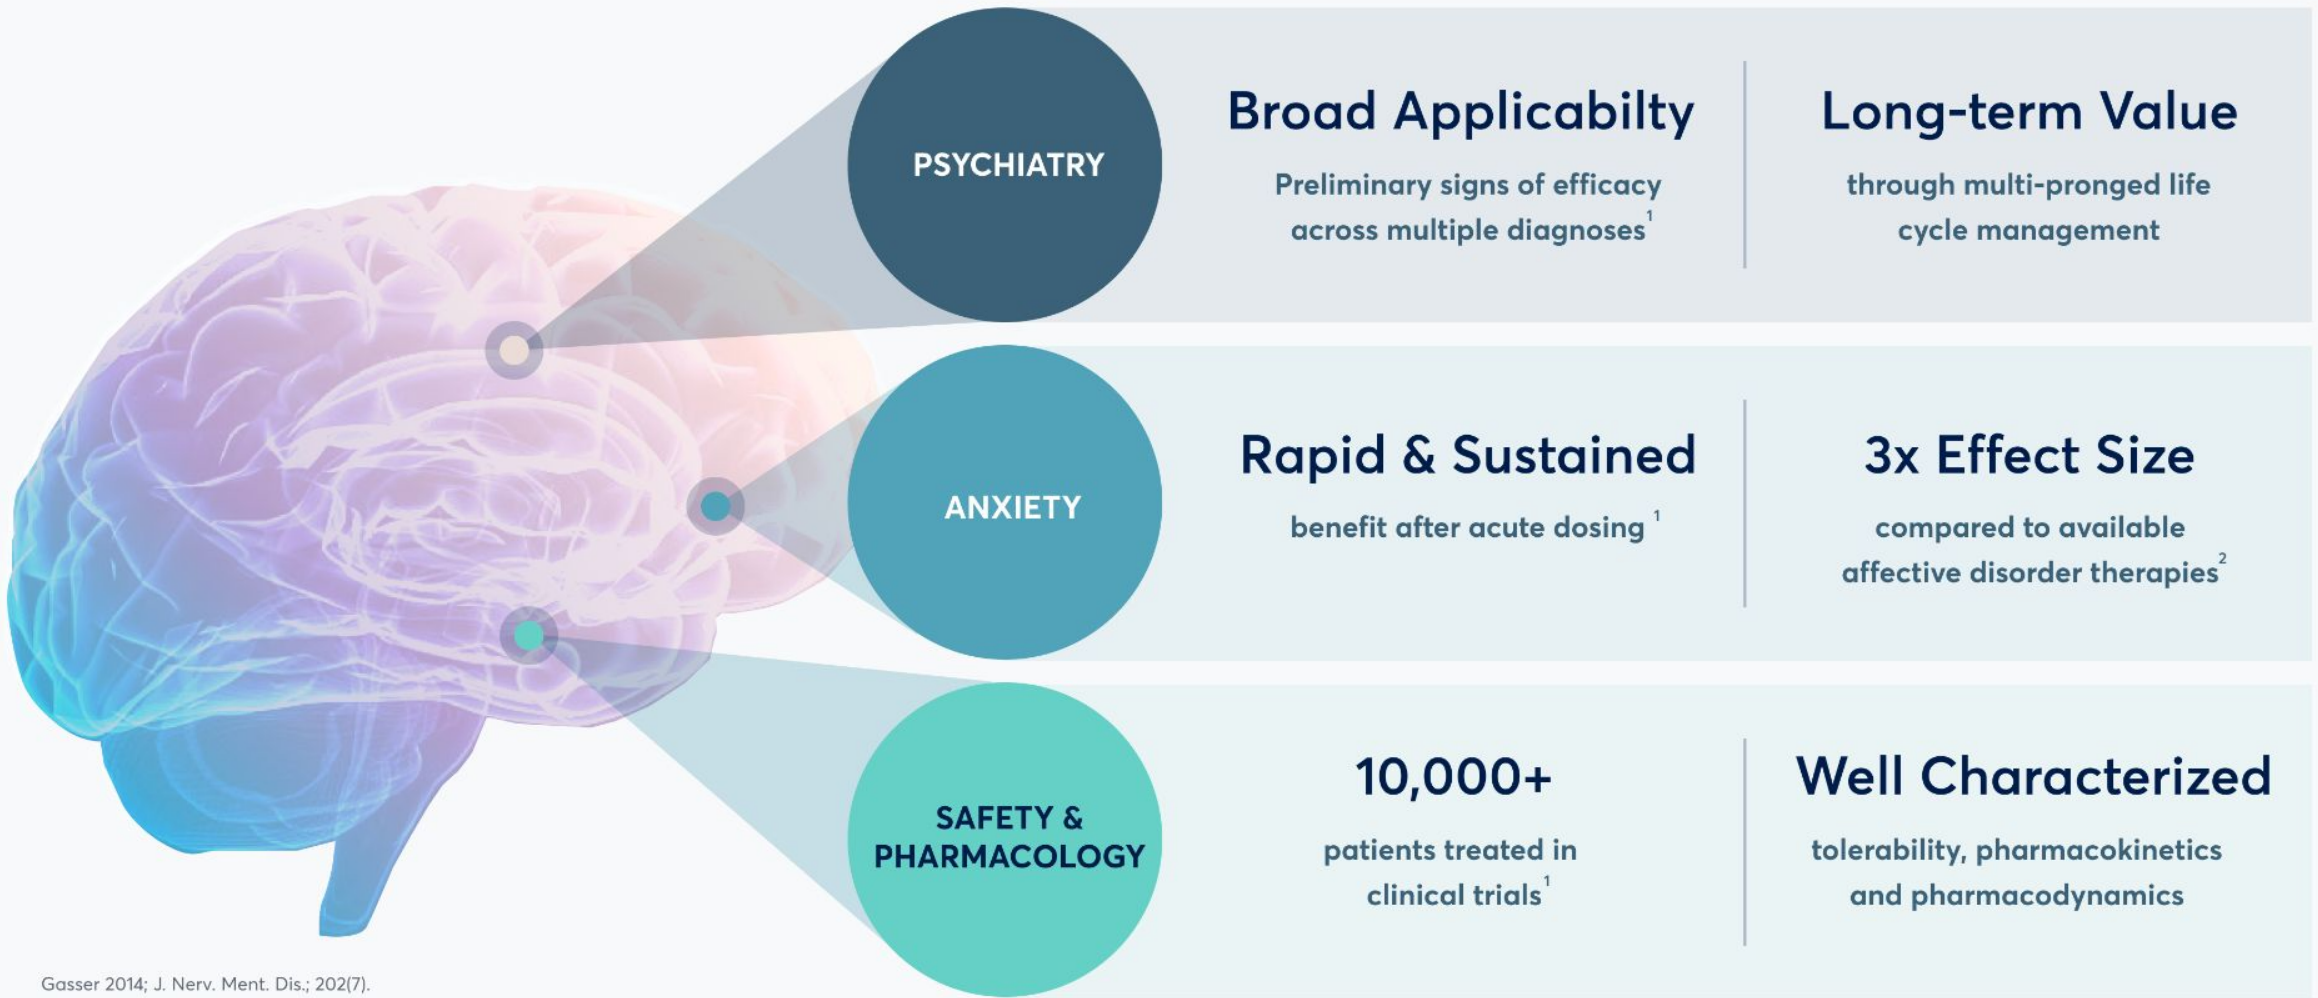 PSYCHIATRY
Broad Applicabilty
Preliminary signs of efficacy
across multiple diagnoses¹
Long-term Value
through multi-pronged life
cycle management
ANXIETY
Rapid & Sustained
benefit after acute dosing ¹
3x Effect Size
compared to available
affective disorder therapies²
SAFETY &
PHARMACOLOGY
10,000+
patients treated in
clinical trials¹
Well Characterized
tolerability, pharmacokinetics
and pharmacodynamics
Gasser 2014; J. Nerv. Ment. Dis.; 202(7).